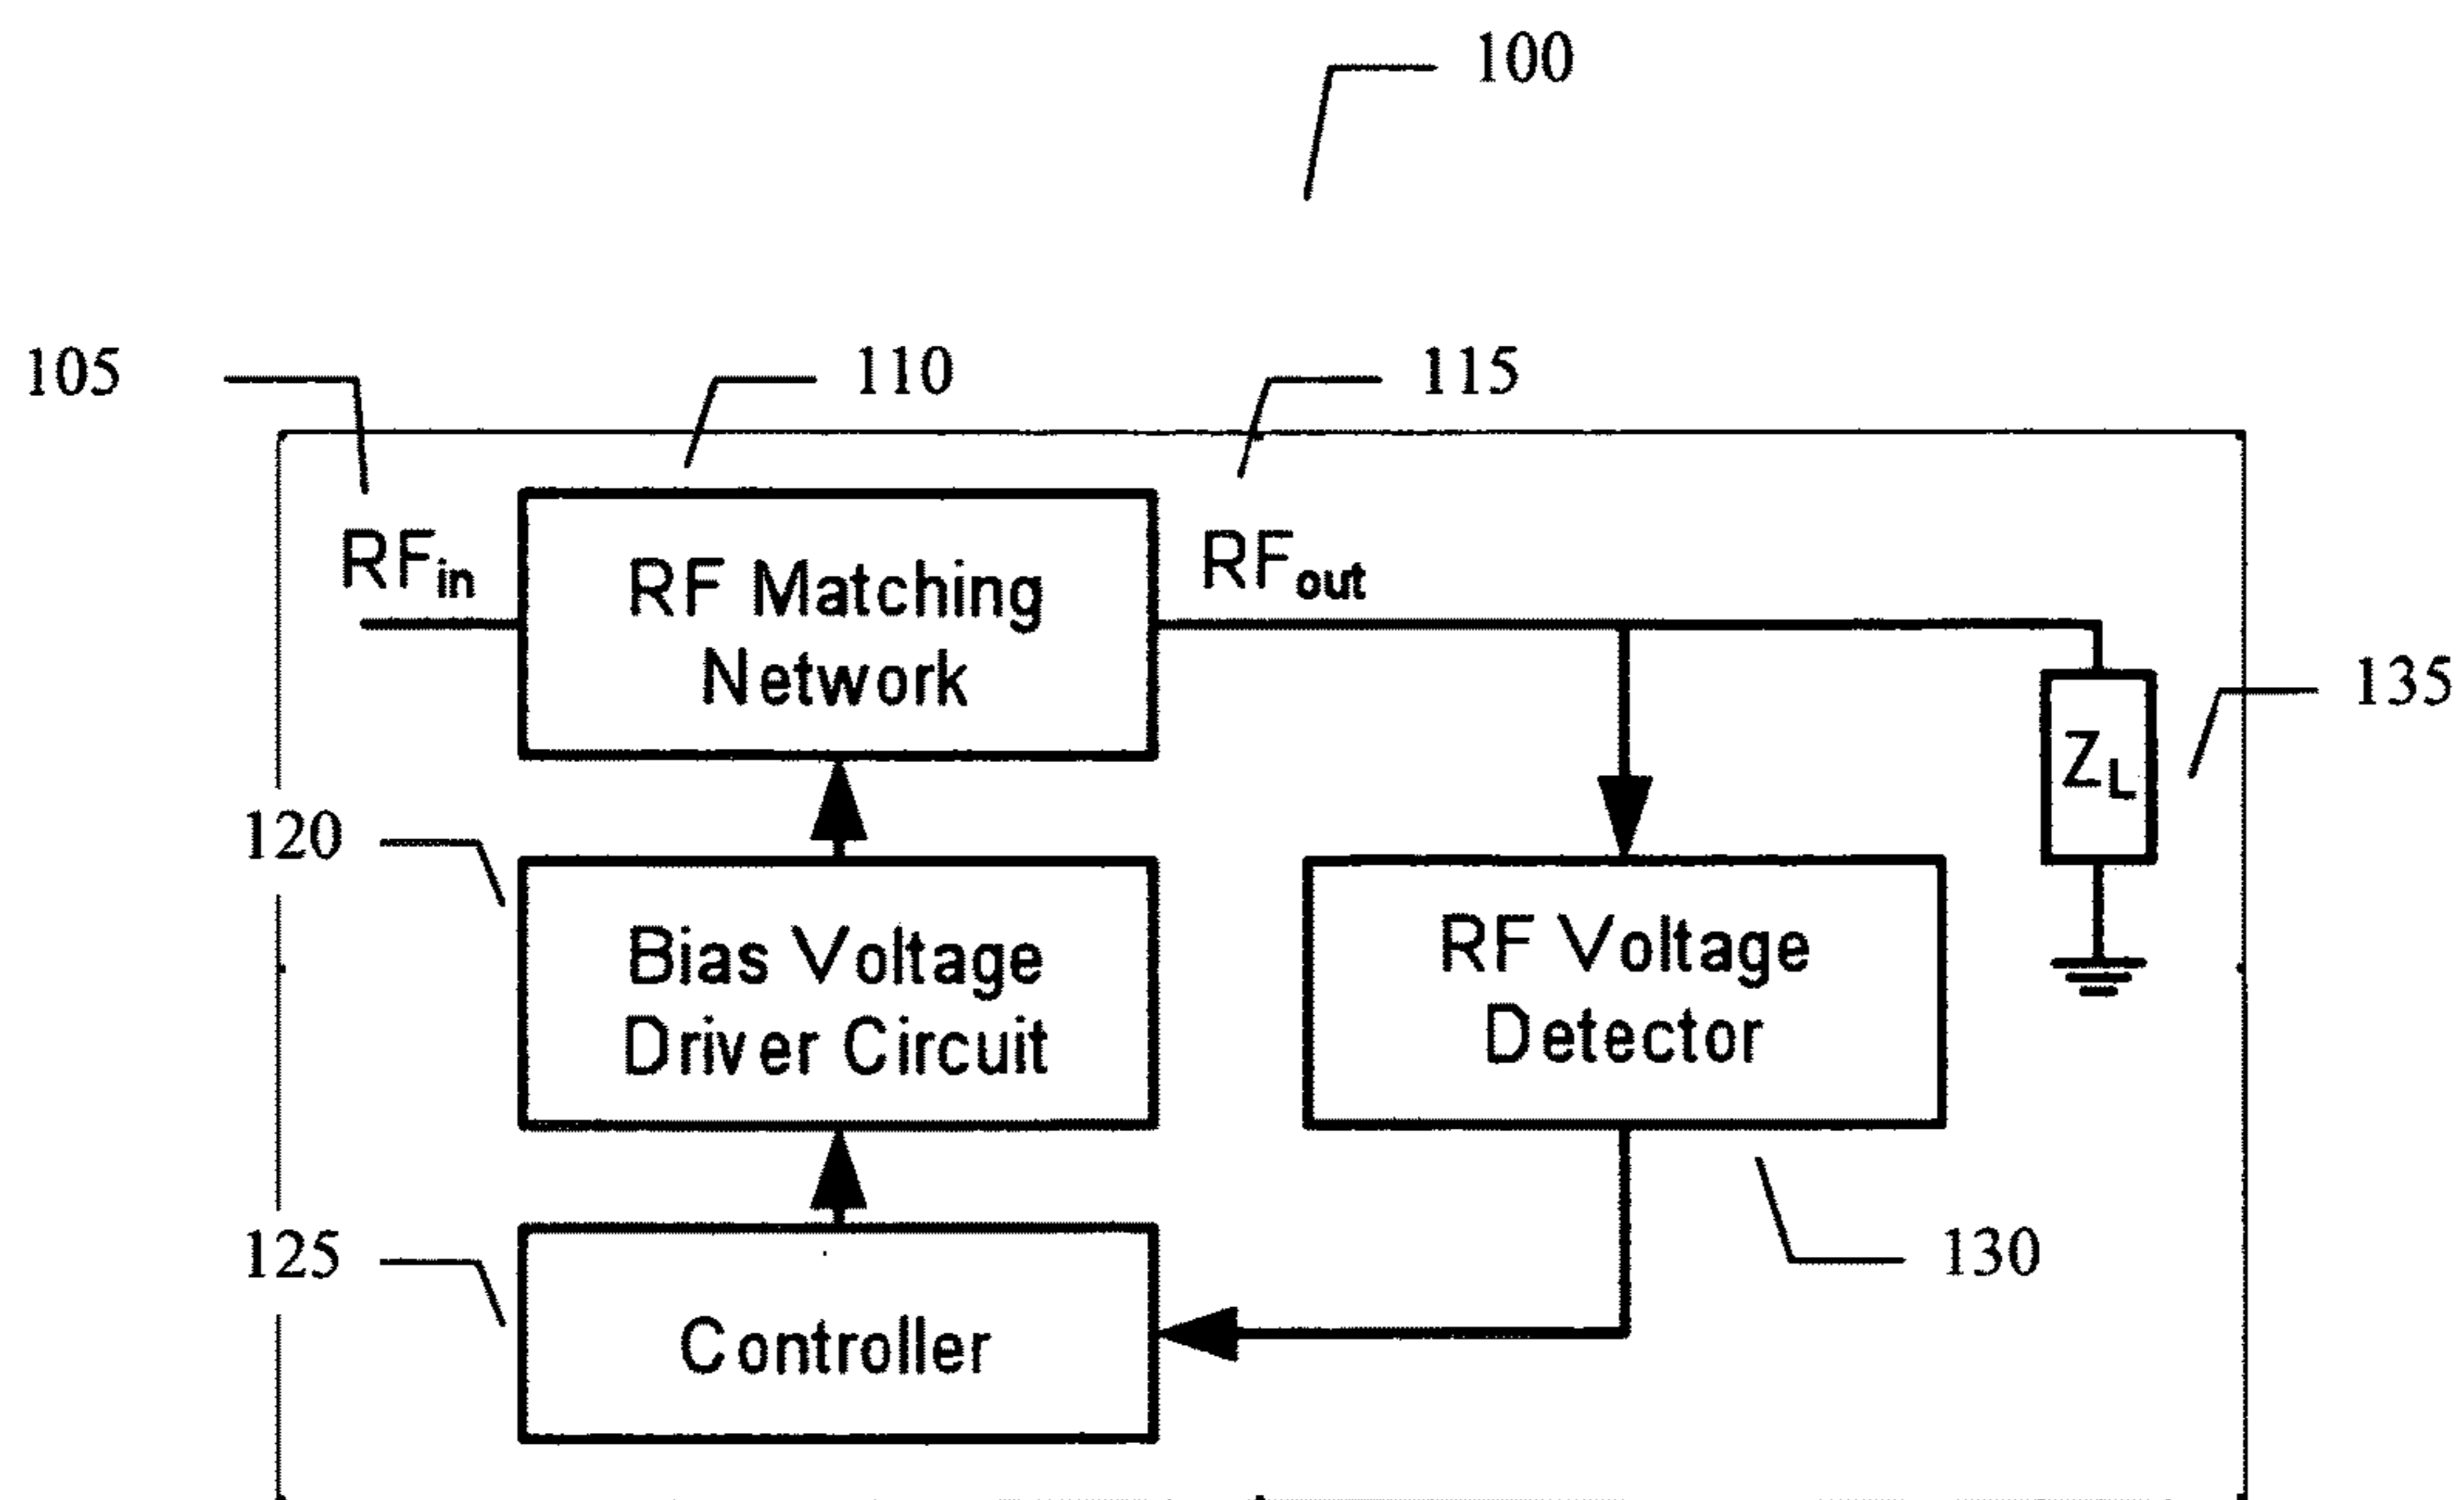 100
105
110
115
RFin
RF Matching
Network
RFout
135
ZL
120
Bias Voltage
Driver Circuit
RF Voltage
Detector
125
Controller
130